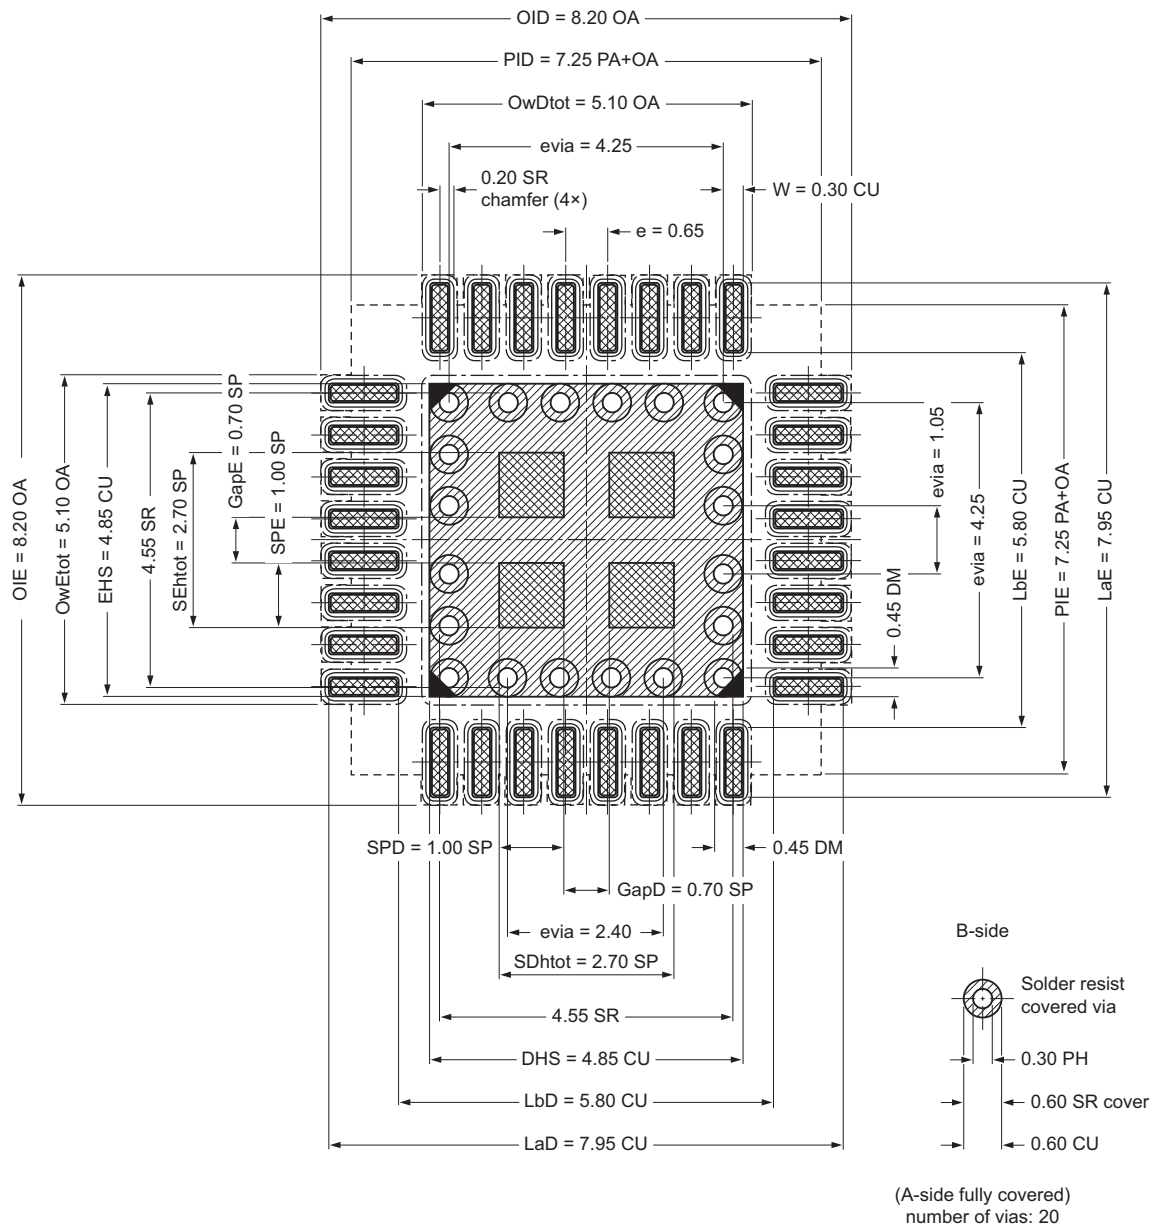 OID = 8.20 OA
PID = 7.25 PA+OA
OwDtot = 5.10 OA
evia = 4.25
0.20 SR
chamfer (4×)
W = 0.30 CU
e = 0.65
OIE = 8.20 OA
OwEtot = 5.10 OA
EHS = 4.85 CU
4.55 SR
SEhtot = 2.70 SP
GapE = 0.70 SP
SPE = 1.00 SP
evia = 1.05
0.45 DM
evia = 4.25
LbE = 5.80 CU
PIE = 7.25 PA+OA
LaE = 7.95 CU
SPD = 1.00 SP
0.45 DM
GapD = 0.70 SP
evia = 2.40
SDhtot = 2.70 SP
4.55 SR
DHS = 4.85 CU
LbD = 5.80 CU
LaD = 7.95 CU
B-side
Solder resist
covered via
0.30 PH
0.60 SR cover
0.60 CU
(A-side fully covered)
number of vias: 20